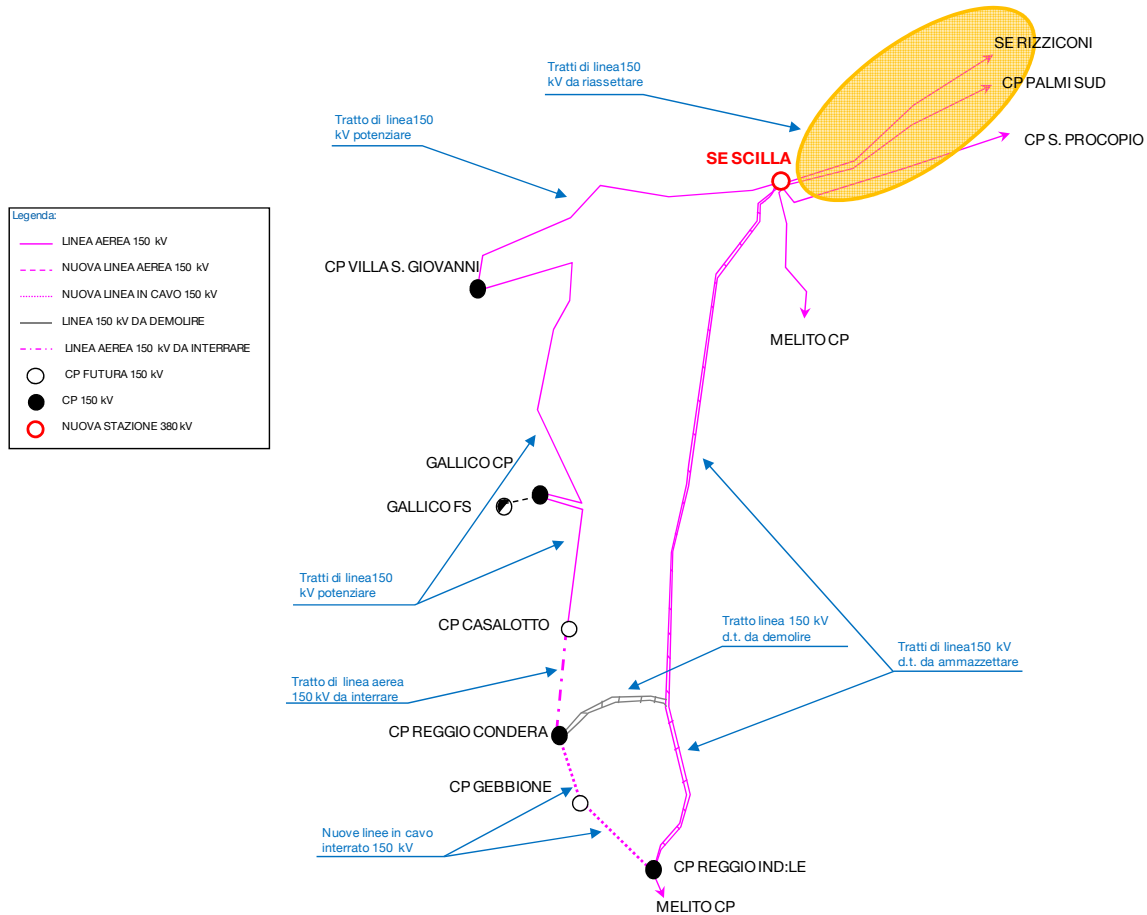 SE RIZZICONI
Tratti di linea150
kV da riassettare
CP PALMI SUD
Tratto di linea150
kV potenziare
CP S. PROCOPIO
SE SCILLA
Legenda:
LINEA AEREA 150 kV
NUOVA LINEA AEREA 150 kV
NUOVA LINEA IN CAVO 150 kV
LINEA 150 kV DA DEMOLIRE
LINEA AEREA 150 kV DA INTERRARE
CP FUTURA 150 kV
CP 150 kV
NUOVA STAZIONE 380 kV
CP VILLA S. GIOVANNI
MELITO CP
GALLICO CP
GALLICO FS
Tratti di linea150
kV potenziare
CP CASALOTTO
Tratto linea 150 kV
d.t. da demolire
Tratti di linea150 kV
d.t. da ammazzettare
Tratto di linea aerea
150 kV da interrare
CP REGGIO CONDERA
CP GEBBIONE
Nuove linee in cavo
interrato 150 kV
CP REGGIO IND:LE
MELITO CP